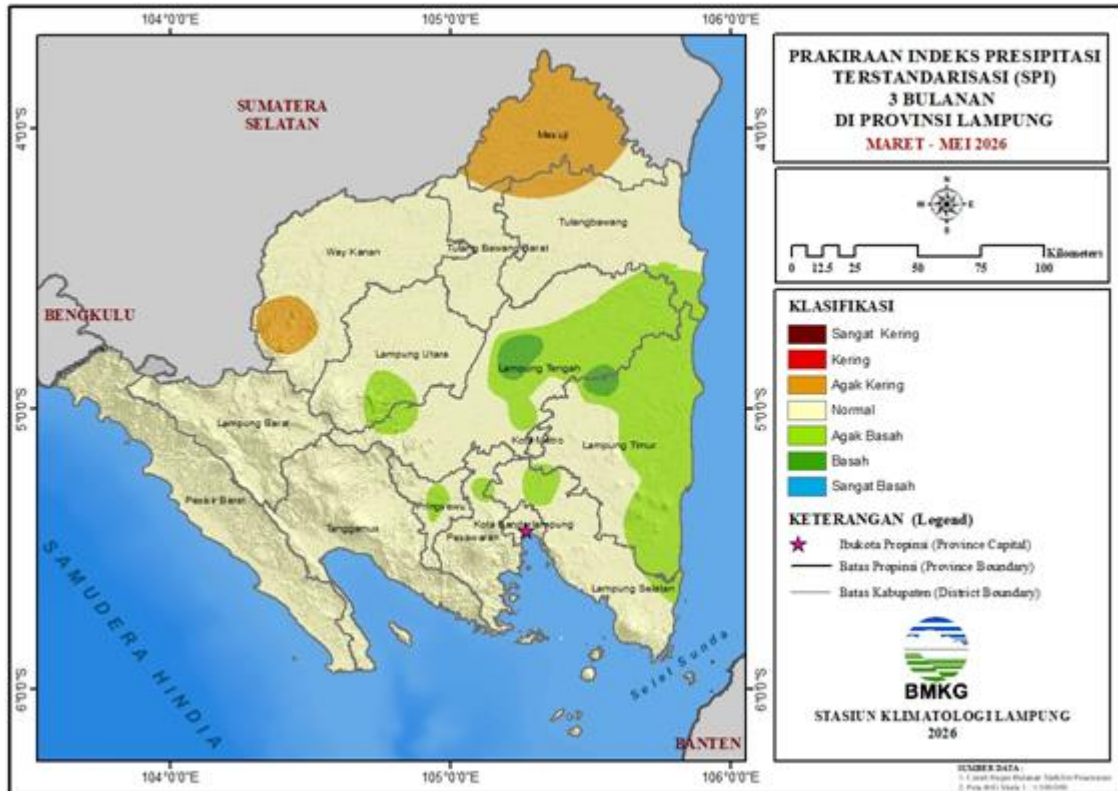 104°0'0"E
105°0'0"E
106°0'0"E
PRAKIRAAN INDEKS PRESIPITASI
TERSTANDARISASI (SPI)
3 BULANAN
DI PROVINSI LAMPUNG
MARET - MEI 2026
N
W
E
S
Kilometers
0 12.5 25 50 75 100
KLASIFIKASI
Sangat Kering
Kering
Agak Kering
Normal
Agak Basah
Basah
Sangat Basah
KETERANGAN (Legend)
Ibukota Propinsi (Province Capital)
Batas Propinsi (Province Boundary)
Batas Kabupaten (District Boundary)
BMKG
STASIUN KLIMATOLOGI LAMPUNG
2026
SUMBER DATA :
SUMATERA
SELATAN
BENGKULU
Mesuji
Tulangbawang
Way Kanan
Tulang Bawang Barat
Lampung Utara
Lampung Tengah
Lampung Barat
Kota Metro
Lampung Timur
Pesisir Barat
Tanggamus
Pringsewu
Kota Bandarlampung
Pesawaran
Lampung Selatan
SAMUDERA HINDIA
Selat Sunda
BANTEN
4°0'0"S
5°0'0"S
6°0'0"S
4°0'0"S
5°0'0"S
6°0'0"S
104°0'0"E
105°0'0"E
106°0'0"E